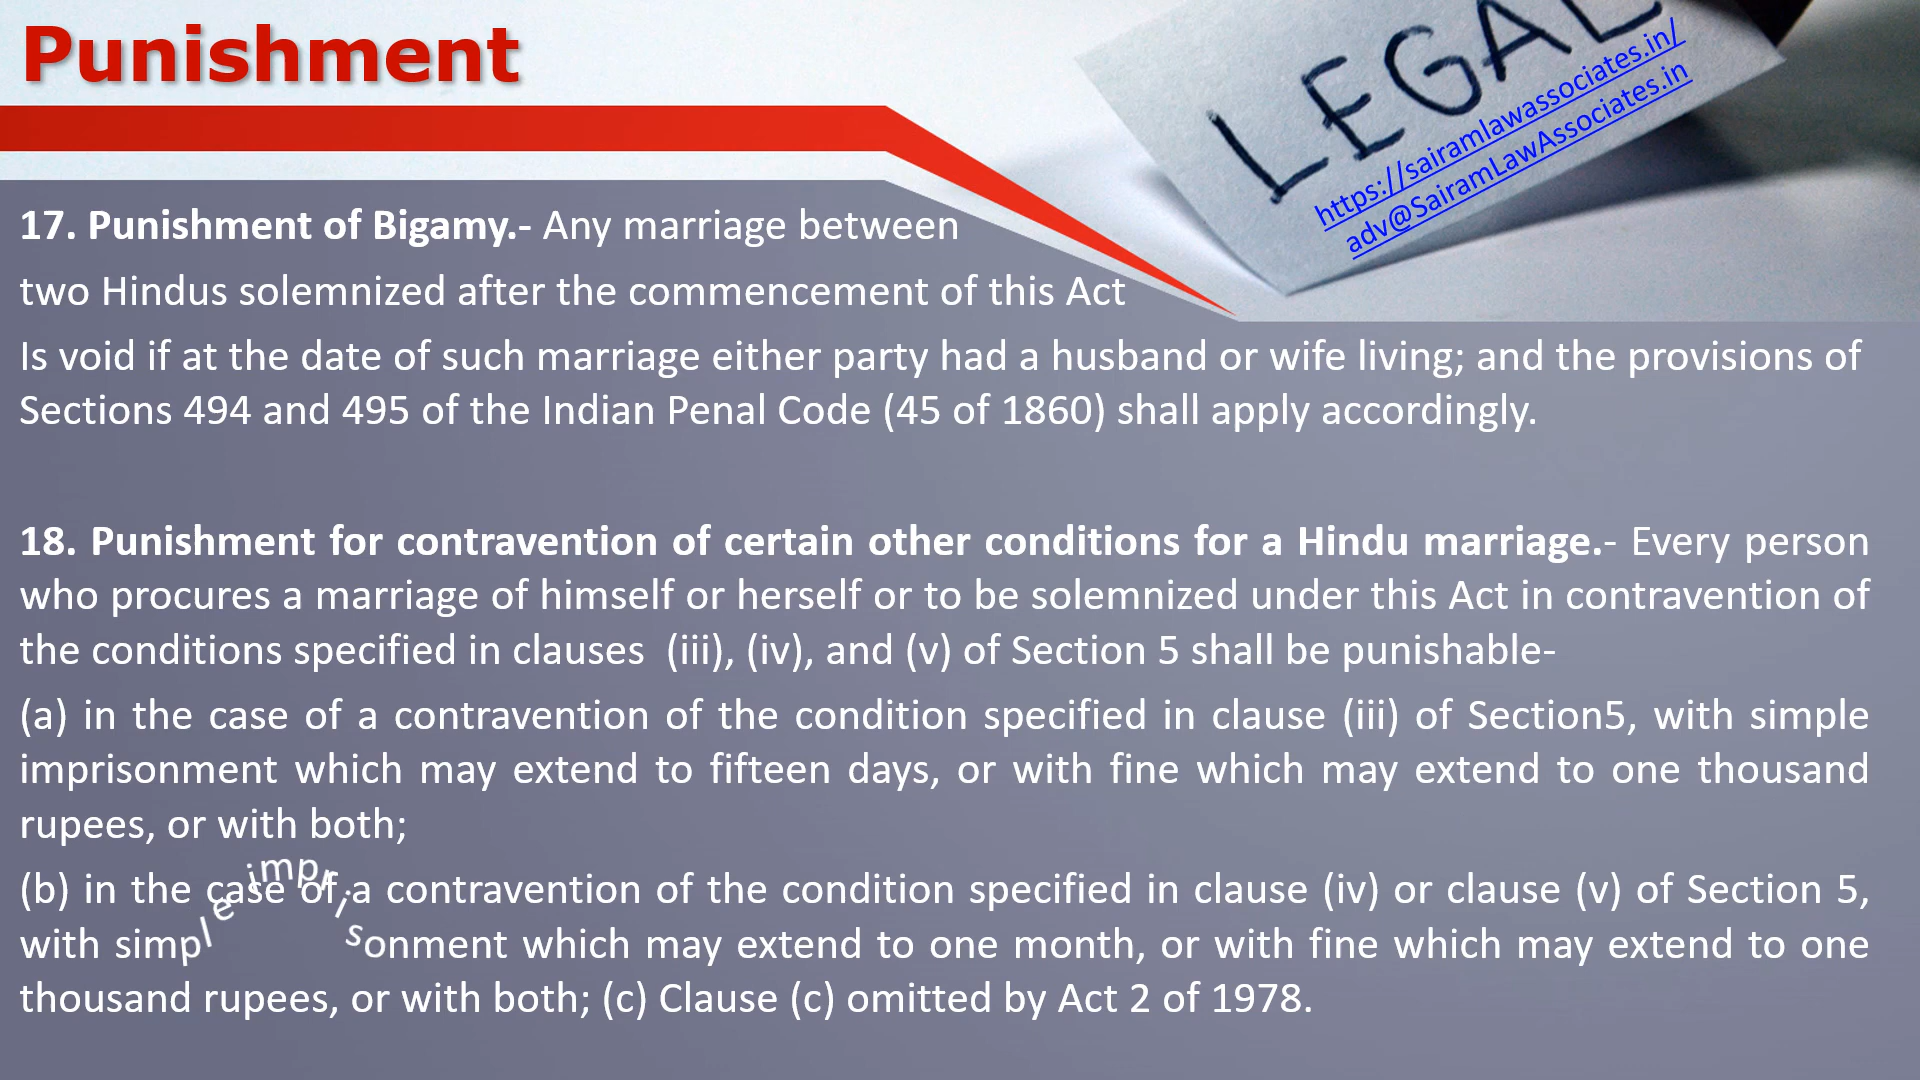 Punishment
LEGAL
https://sairamlawassociates.in/
adv@SairamLawAssociates.in
17. Punishment of Bigamy.- Any marriage between
two Hindus solemnized after the commencement of this Act
Is void if at the date of such marriage either party had a husband or wife living; and the provisions of
Sections 494 and 495 of the Indian Penal Code (45 of 1860) shall apply accordingly.
18. Punishment for contravention of certain other conditions for a Hindu marriage.- Every person
who procures a marriage of himself or herself or to be solemnized under this Act in contravention of
the conditions specified in clauses (iii), (iv), and (v) of Section 5 shall be punishable-
(a) in the case of a contravention of the condition specified in clause (iii) of Section5, with simple
imprisonment which may extend to fifteen days, or with fine which may extend to one thousand
rupees, or with both;
(b) in the case of a contravention of the condition specified in clause (iv) or clause (v) of Section 5,
with simple imprisonment which may extend to one month, or with fine which may extend to one
thousand rupees, or with both; (c) Clause (c) omitted by Act 2 of 1978.